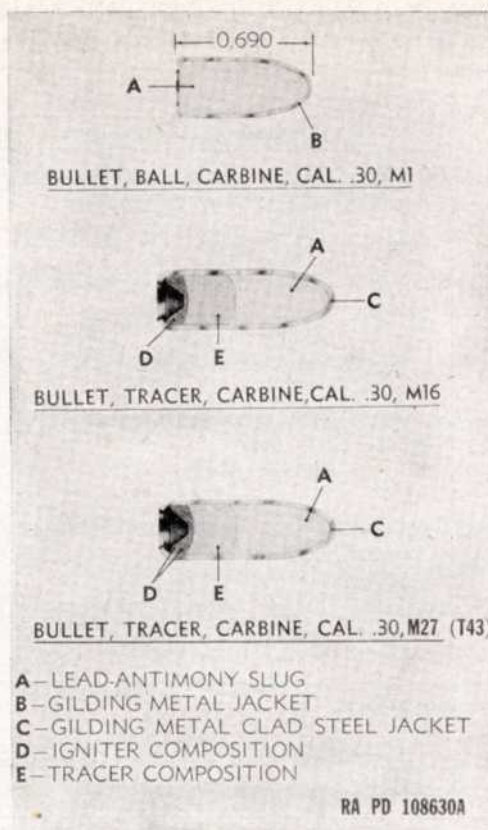 0.690
A
B
BULLET, BALL, CARBINE, CAL. .30, M1
A
C
D
E
BULLET, TRACER, CARBINE,CAL. .30, M16
A
C
D
E
BULLET, TRACER, CARBINE, CAL. .30,M27 (T43)
A—LEAD-ANTIMONY SLUG
B—GILDING METAL JACKET
C—GILDING METAL CLAD STEEL JACKET
D—IGNITER COMPOSITION
E—TRACER COMPOSITION
RA PD 108630A